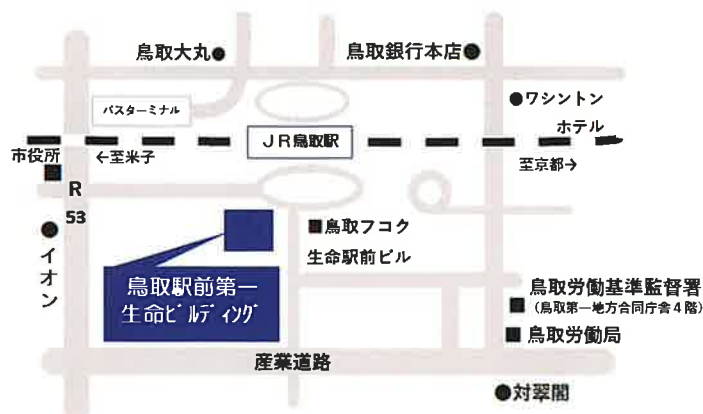 鳥取大丸●
鳥取銀行本店●
バスターミナル
●ワシントン
ホテル
JR鳥取駅
市役所
←至米子
至京都→
■
R
53
●
イオン
■鳥取フコク
生命駅前ビル
鳥取駅前第一
生命ビルディング
鳥取労働基準監督署
■(鳥取第一地方合同庁舎4階)
■鳥取労働局
産業道路
●対翠閣